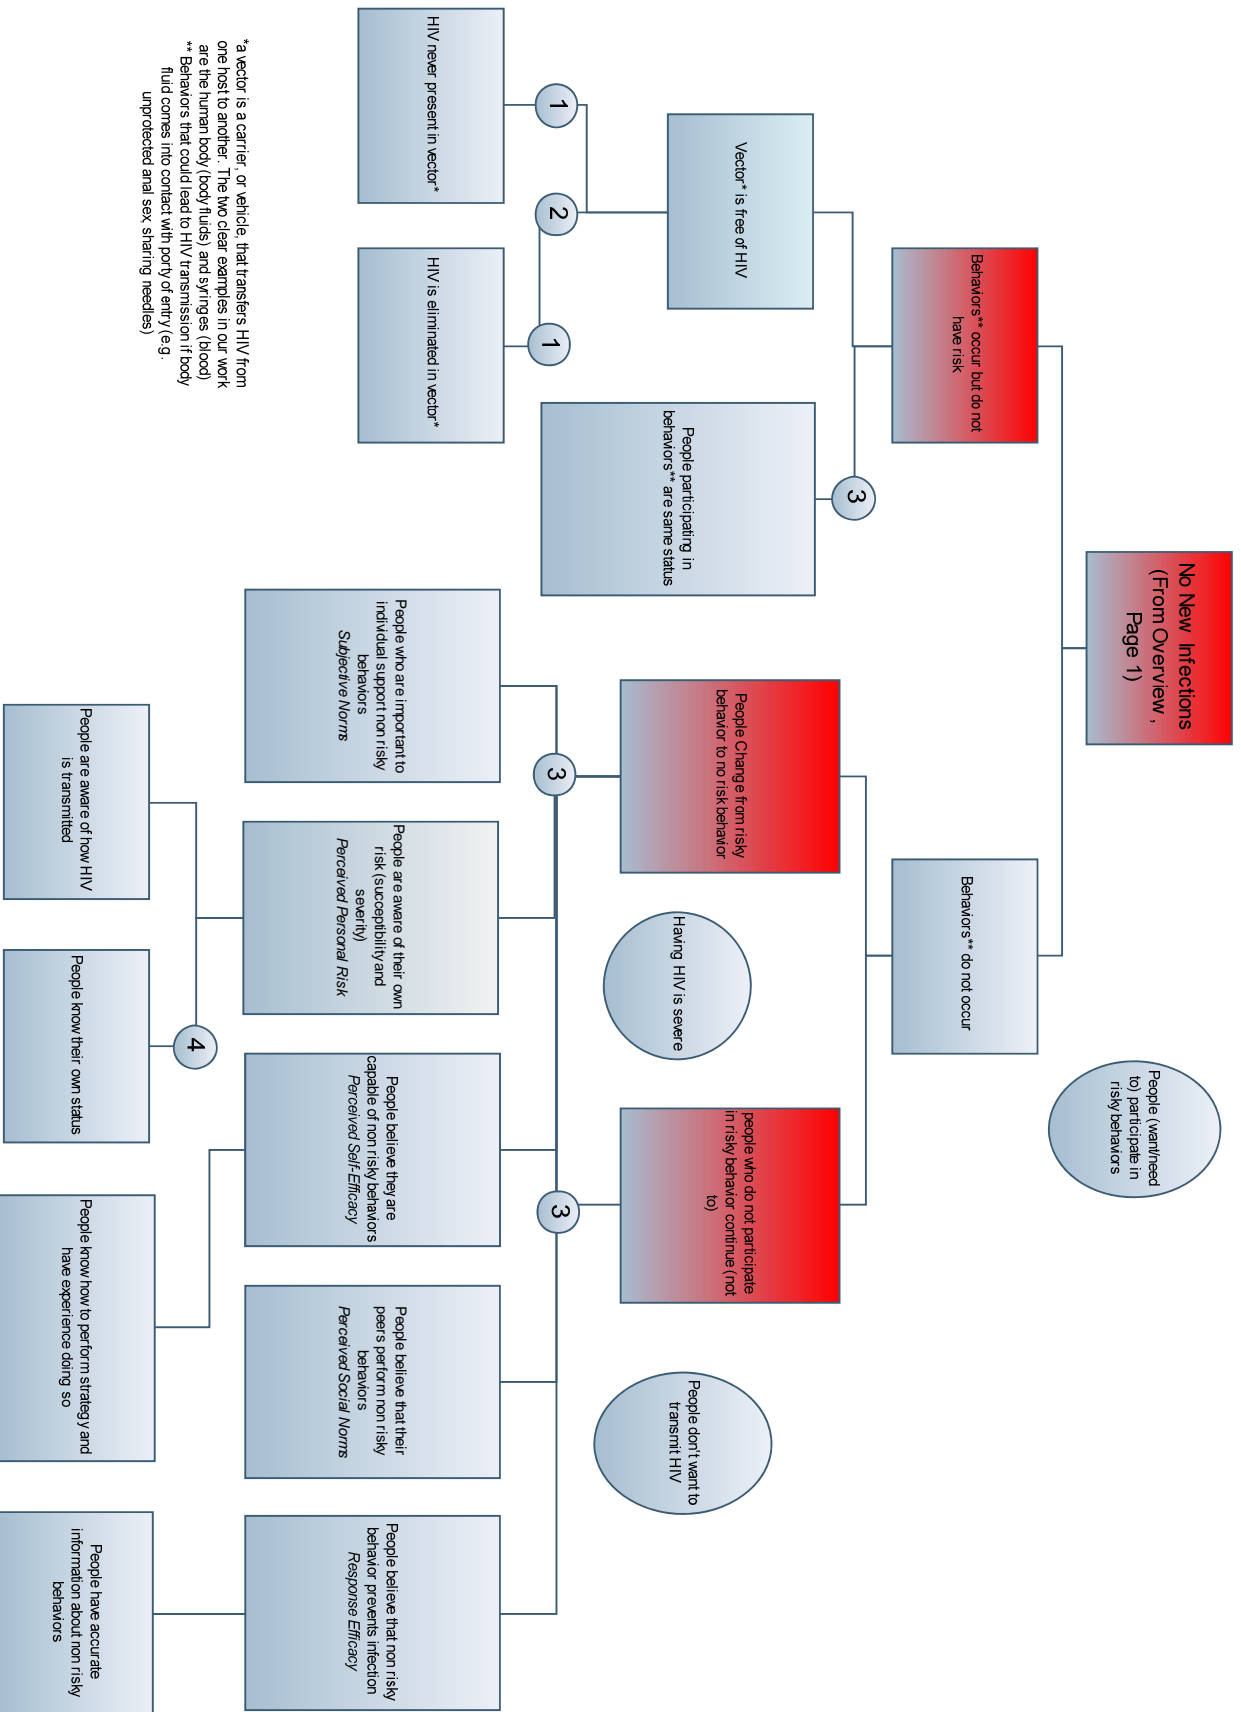 No New Infections
(From Overview ,
Page 1)
People (want/need
to) participate in
risky behaviors
Behaviors** occur but do not
have risk
Behaviors** do not occur
Vector* is free of HIV
3
People participating in
behaviors** are same status
People Change from risky
behavior to no risk behavior
Having HIV is severe
people who do not participate
in risky behavior continue (not
to)
People don't want to
transmit HIV
1
2
1
3
3
HIV never present in vector*
HIV is eliminated in vector*
People who are important to
individual support non risky
behaviors
Subjective Norms
People are aware of their own
risk (succeptibility and
severity)
Perceived Personal Risk
People believe they are
capable of non risky behaviors
Perceived Self-Efficacy
People believe that their
peers perform non risky
behaviors
Perceived Social Norms
People believe that non risky
behavior prevents infection
Response Efficacy
4
*a vector is a carrier, or vehicle, that transfers HIV from
one host to another. The two clear examples in our work
are the human body (body fluids) and syringes (blood)
** Behaviors that could lead to HIV transmission if body
fluid comes into contact with porty of entry (e.g.
unprotected anal sex, sharing needles)
People are aware of how HIV
is transmitted
People know their own status
People know how to perform strategy and
have experience doing so
People have accurate
information about non risky
behaviors